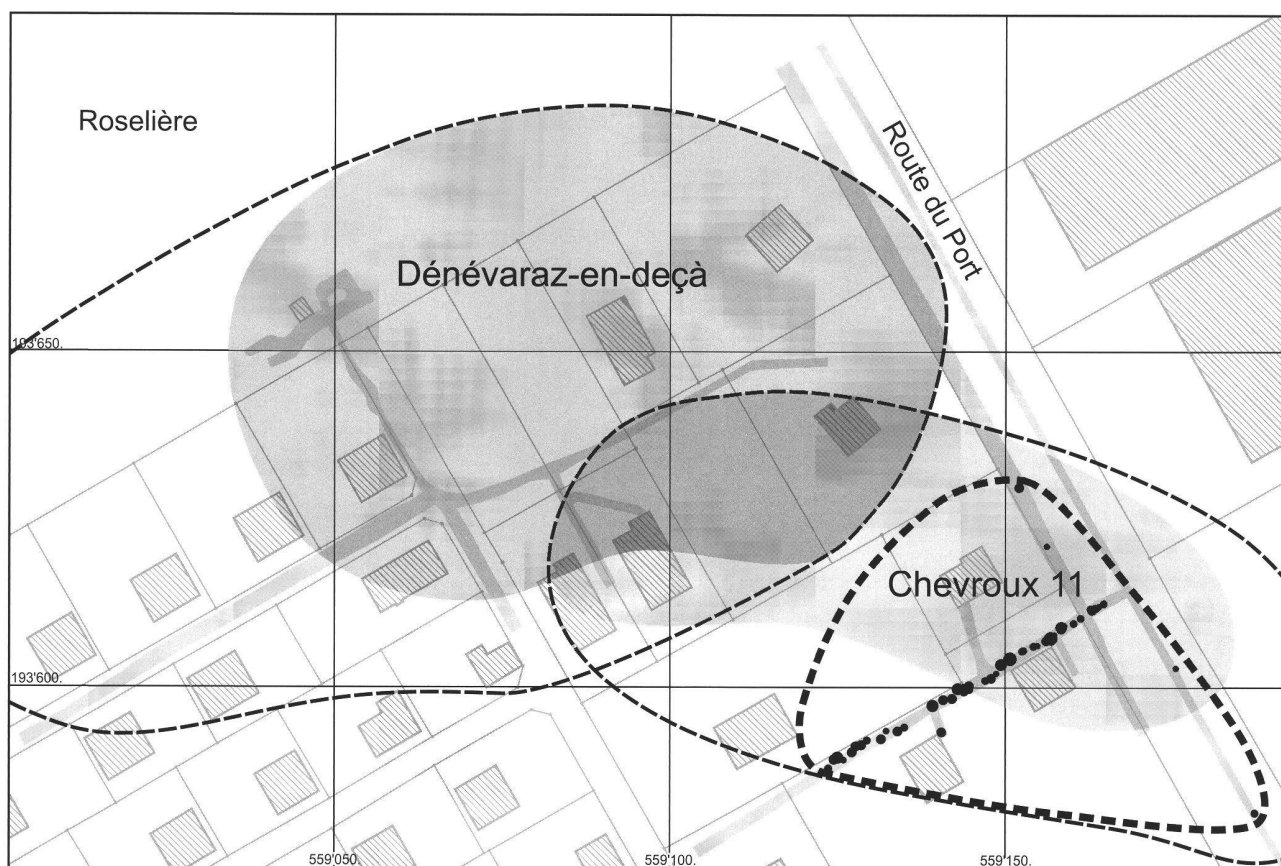 Roselière
Route du Port
Dénévaraz-en-deçà
193'650.
Chevroux 11
193'600.
559'050.
559'100.
559'150.